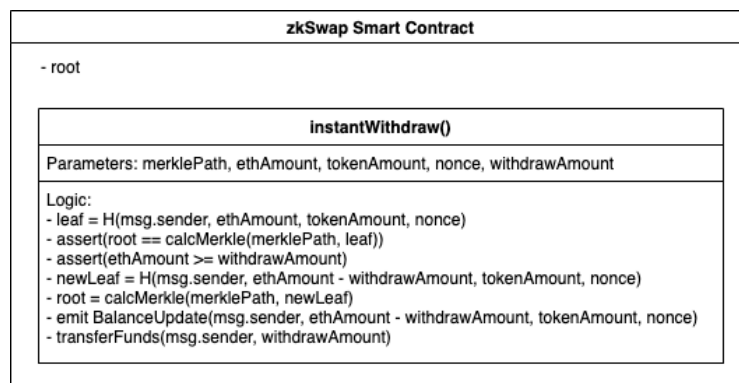 zkSwap Smart Contract
- root
instantWithdraw()
Parameters: merklePath, ethAmount, tokenAmount, nonce, withdrawAmount
Logic:
- leaf = H(msg.sender, ethAmount, tokenAmount, nonce)
- assert(root == calcMerkle(merklePath, leaf))
- assert(ethAmount >= withdrawAmount)
- newLeaf = H(msg.sender, ethAmount - withdrawAmount, tokenAmount, nonce)
- root = calcMerkle(merklePath, newLeaf)
- emit BalanceUpdate(msg.sender, ethAmount - withdrawAmount, tokenAmount, nonce)
- transferFunds(msg.sender, withdrawAmount)